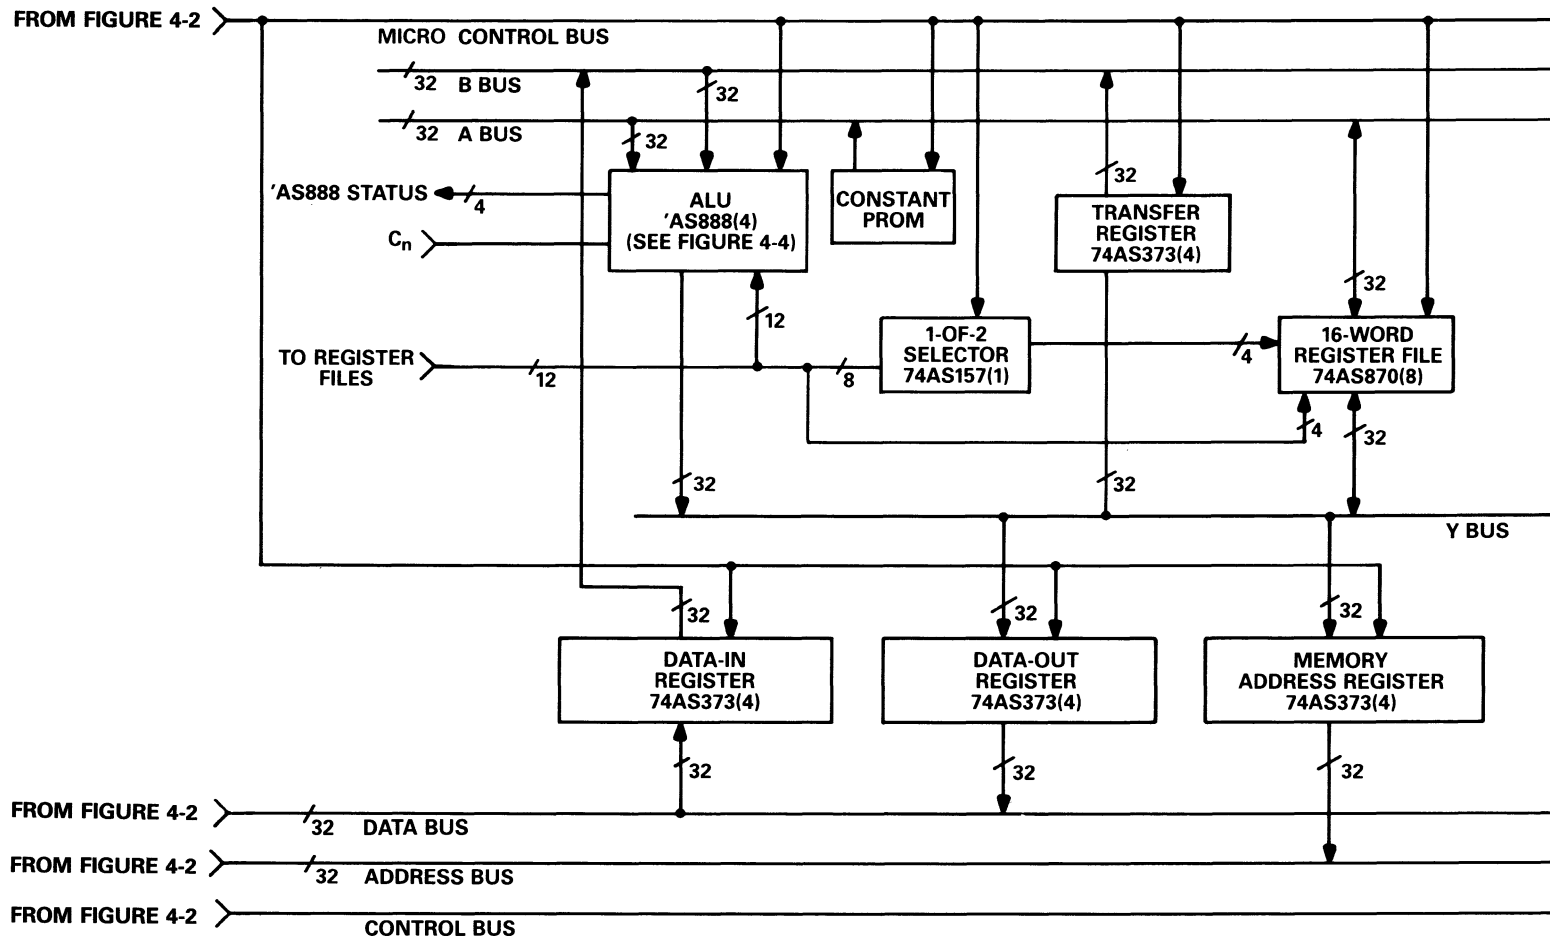 FROM FIGURE 4-2
MICRO CONTROL BUS
32 B BUS
32
32 A BUS
32
32
'AS888 STATUS
4
Cn
ALU
'AS888(4)
(SEE FIGURE 4-4)
CONSTANT
PROM
TRANSFER
REGISTER
74AS373(4)
32
12
TO REGISTER
FILES
12
8
1-OF-2
SELECTOR
74AS157(1)
4
16-WORD
REGISTER FILE
74AS870(8)
4
32
32
32
Y BUS
32
32
32
DATA-IN
REGISTER
74AS373(4)
DATA-OUT
REGISTER
74AS373(4)
MEMORY
ADDRESS REGISTER
74AS373(4)
32
32
32
FROM FIGURE 4-2
32 DATA BUS
FROM FIGURE 4-2
32 ADDRESS BUS
FROM FIGURE 4-2
CONTROL BUS